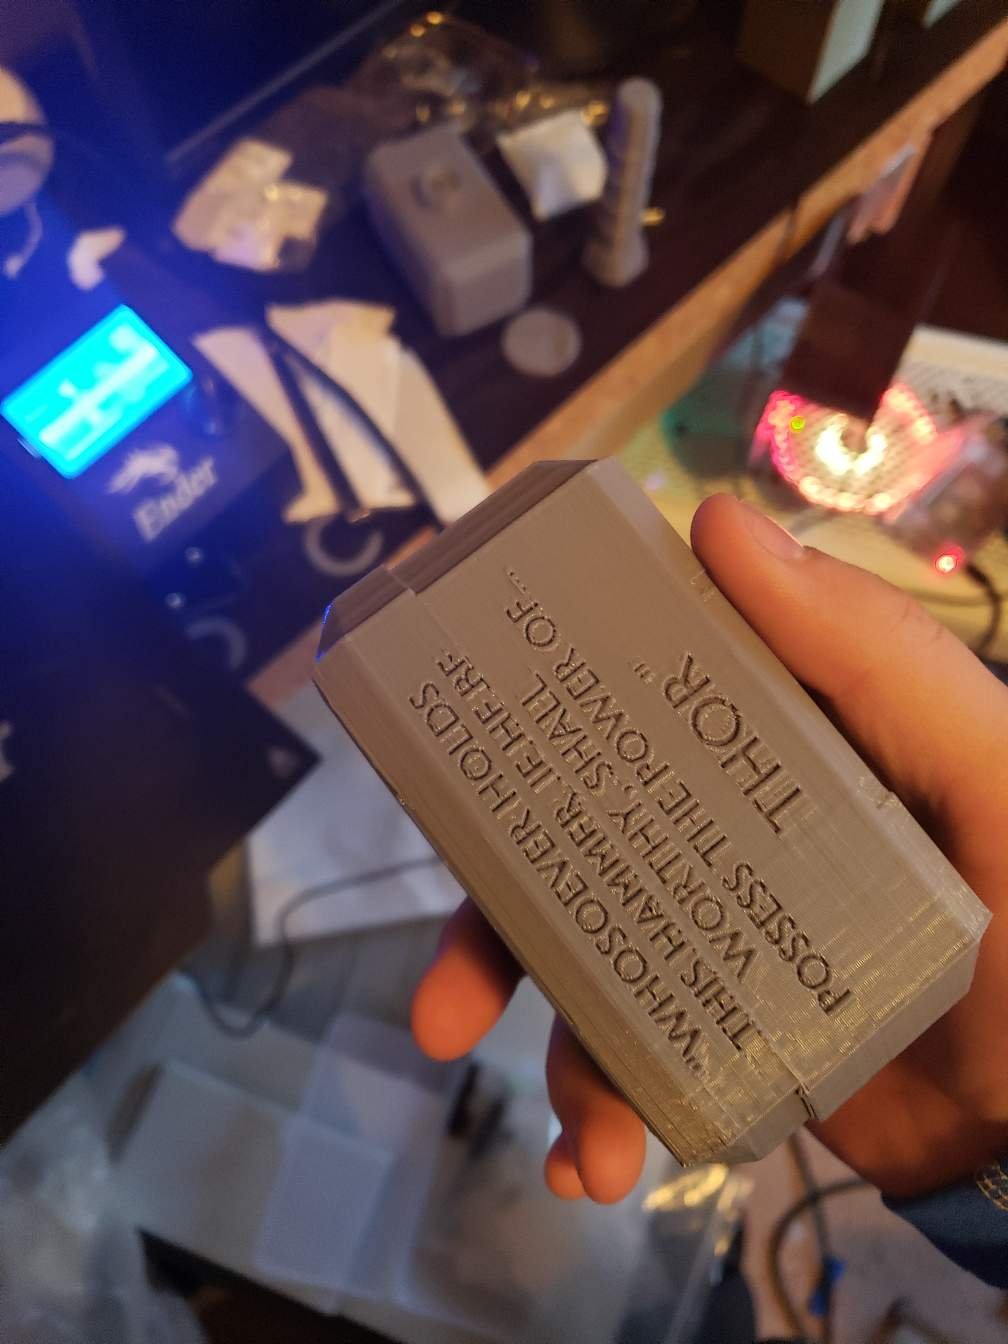 "WHOSOEVER HOLDS
THIS HAMMER, IF HE BE
WORTHY, SHALL
POSSESS THE POWER OF...
THOR"
Ender